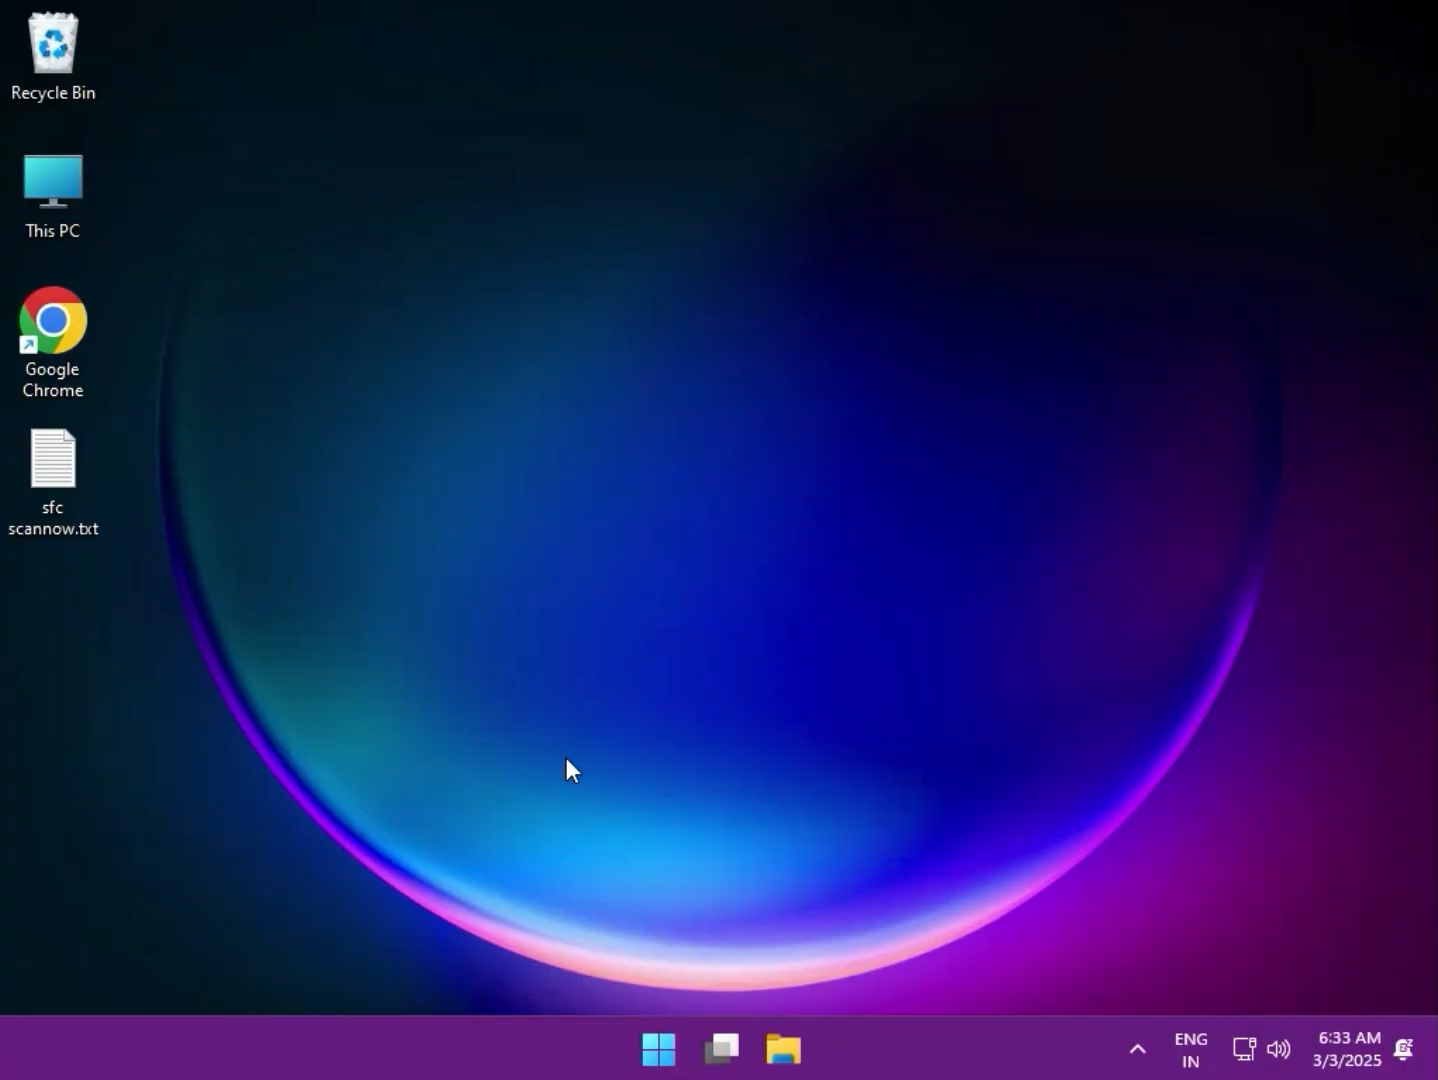 Recycle Bin
This PC
Google
Chrome
sfc
scannow.txt
ENG
IN
6:33 AM
3/3/2025